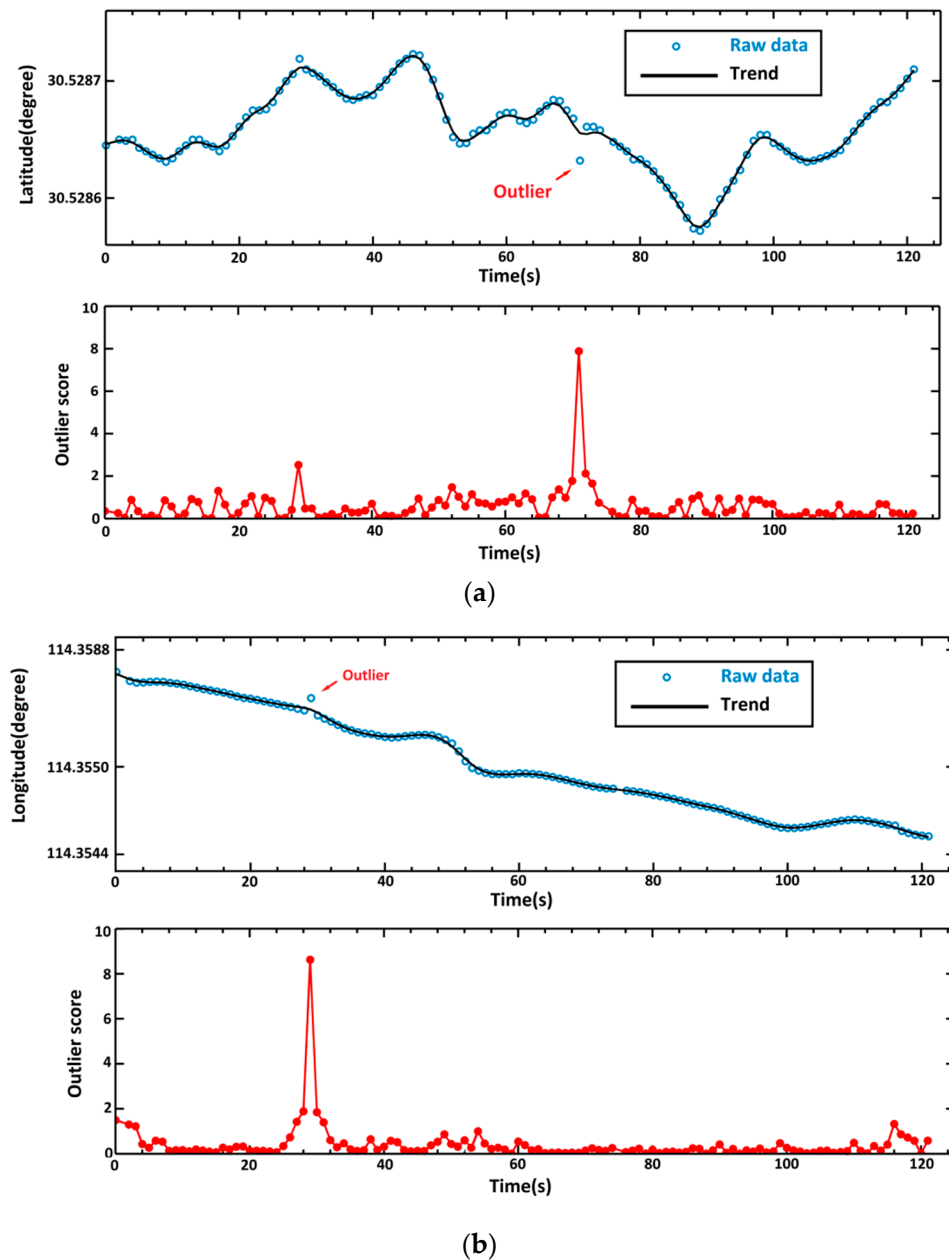 Latitude(degree)
30.5287
30.5286
Raw data
Trend
Outlier
0 20 40 60 80 100 120
Time(s)
Outlier score
10
8
6
4
2
0
0 20 40 60 80 100 120
Time(s)
(a)
Longitude(degree)
114.3588
114.3550
114.3544
Outlier
Raw data
Trend
0 20 40 60 80 100 120
Time(s)
Outlier score
10
8
6
4
2
0
0 20 40 60 80 100 120
Time(s)
(b)